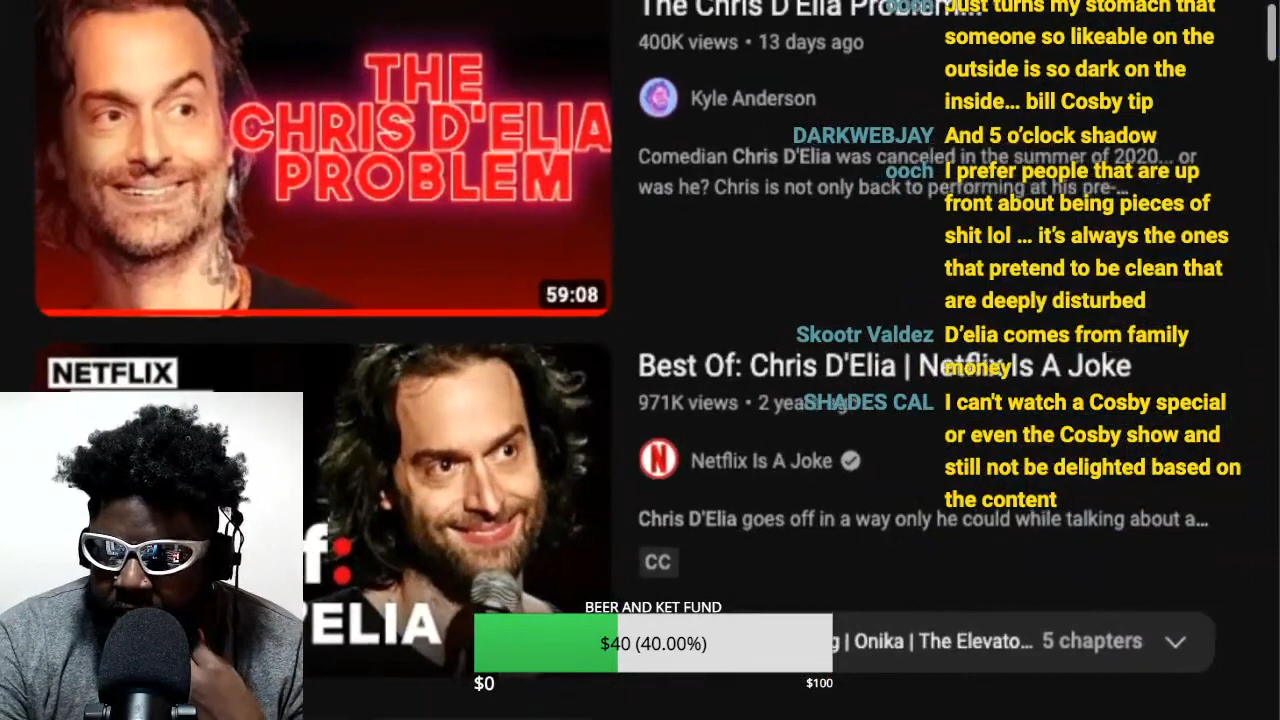 The Chris D'Elia Problem...
400K views • 13 days ago
Kyle Anderson
Comedian Chris D'Elia was canceled in the summer of 2020... or
was he? Chris is not only back to performing at his pre-...
THE
CHRIS D'ELIA
PROBLEM
59:08
NETFLIX
f:
'ELIA
Best Of: Chris D'Elia | Netflix Is A Joke
971K views • 2 years ago
N
Netflix Is A Joke
Chris D'Elia goes off in a way only he could while talking about a...
CC
g | Onika | The Elevato... 5 chapters
ooch Just turns my stomach that
someone so likeable on the
outside is so dark on the
inside... bill Cosby tip
DARKWEBJAY And 5 o'clock shadow
ooch I prefer people that are up
front about being pieces of
shit lol ... it's always the ones
that pretend to be clean that
are deeply disturbed
Skootr Valdez D'elia comes from family
money
SHADES CAL I can't watch a Cosby special
or even the Cosby show and
still not be delighted based on
the content
BEER AND KET FUND
$40 (40.00%)
$0
$100